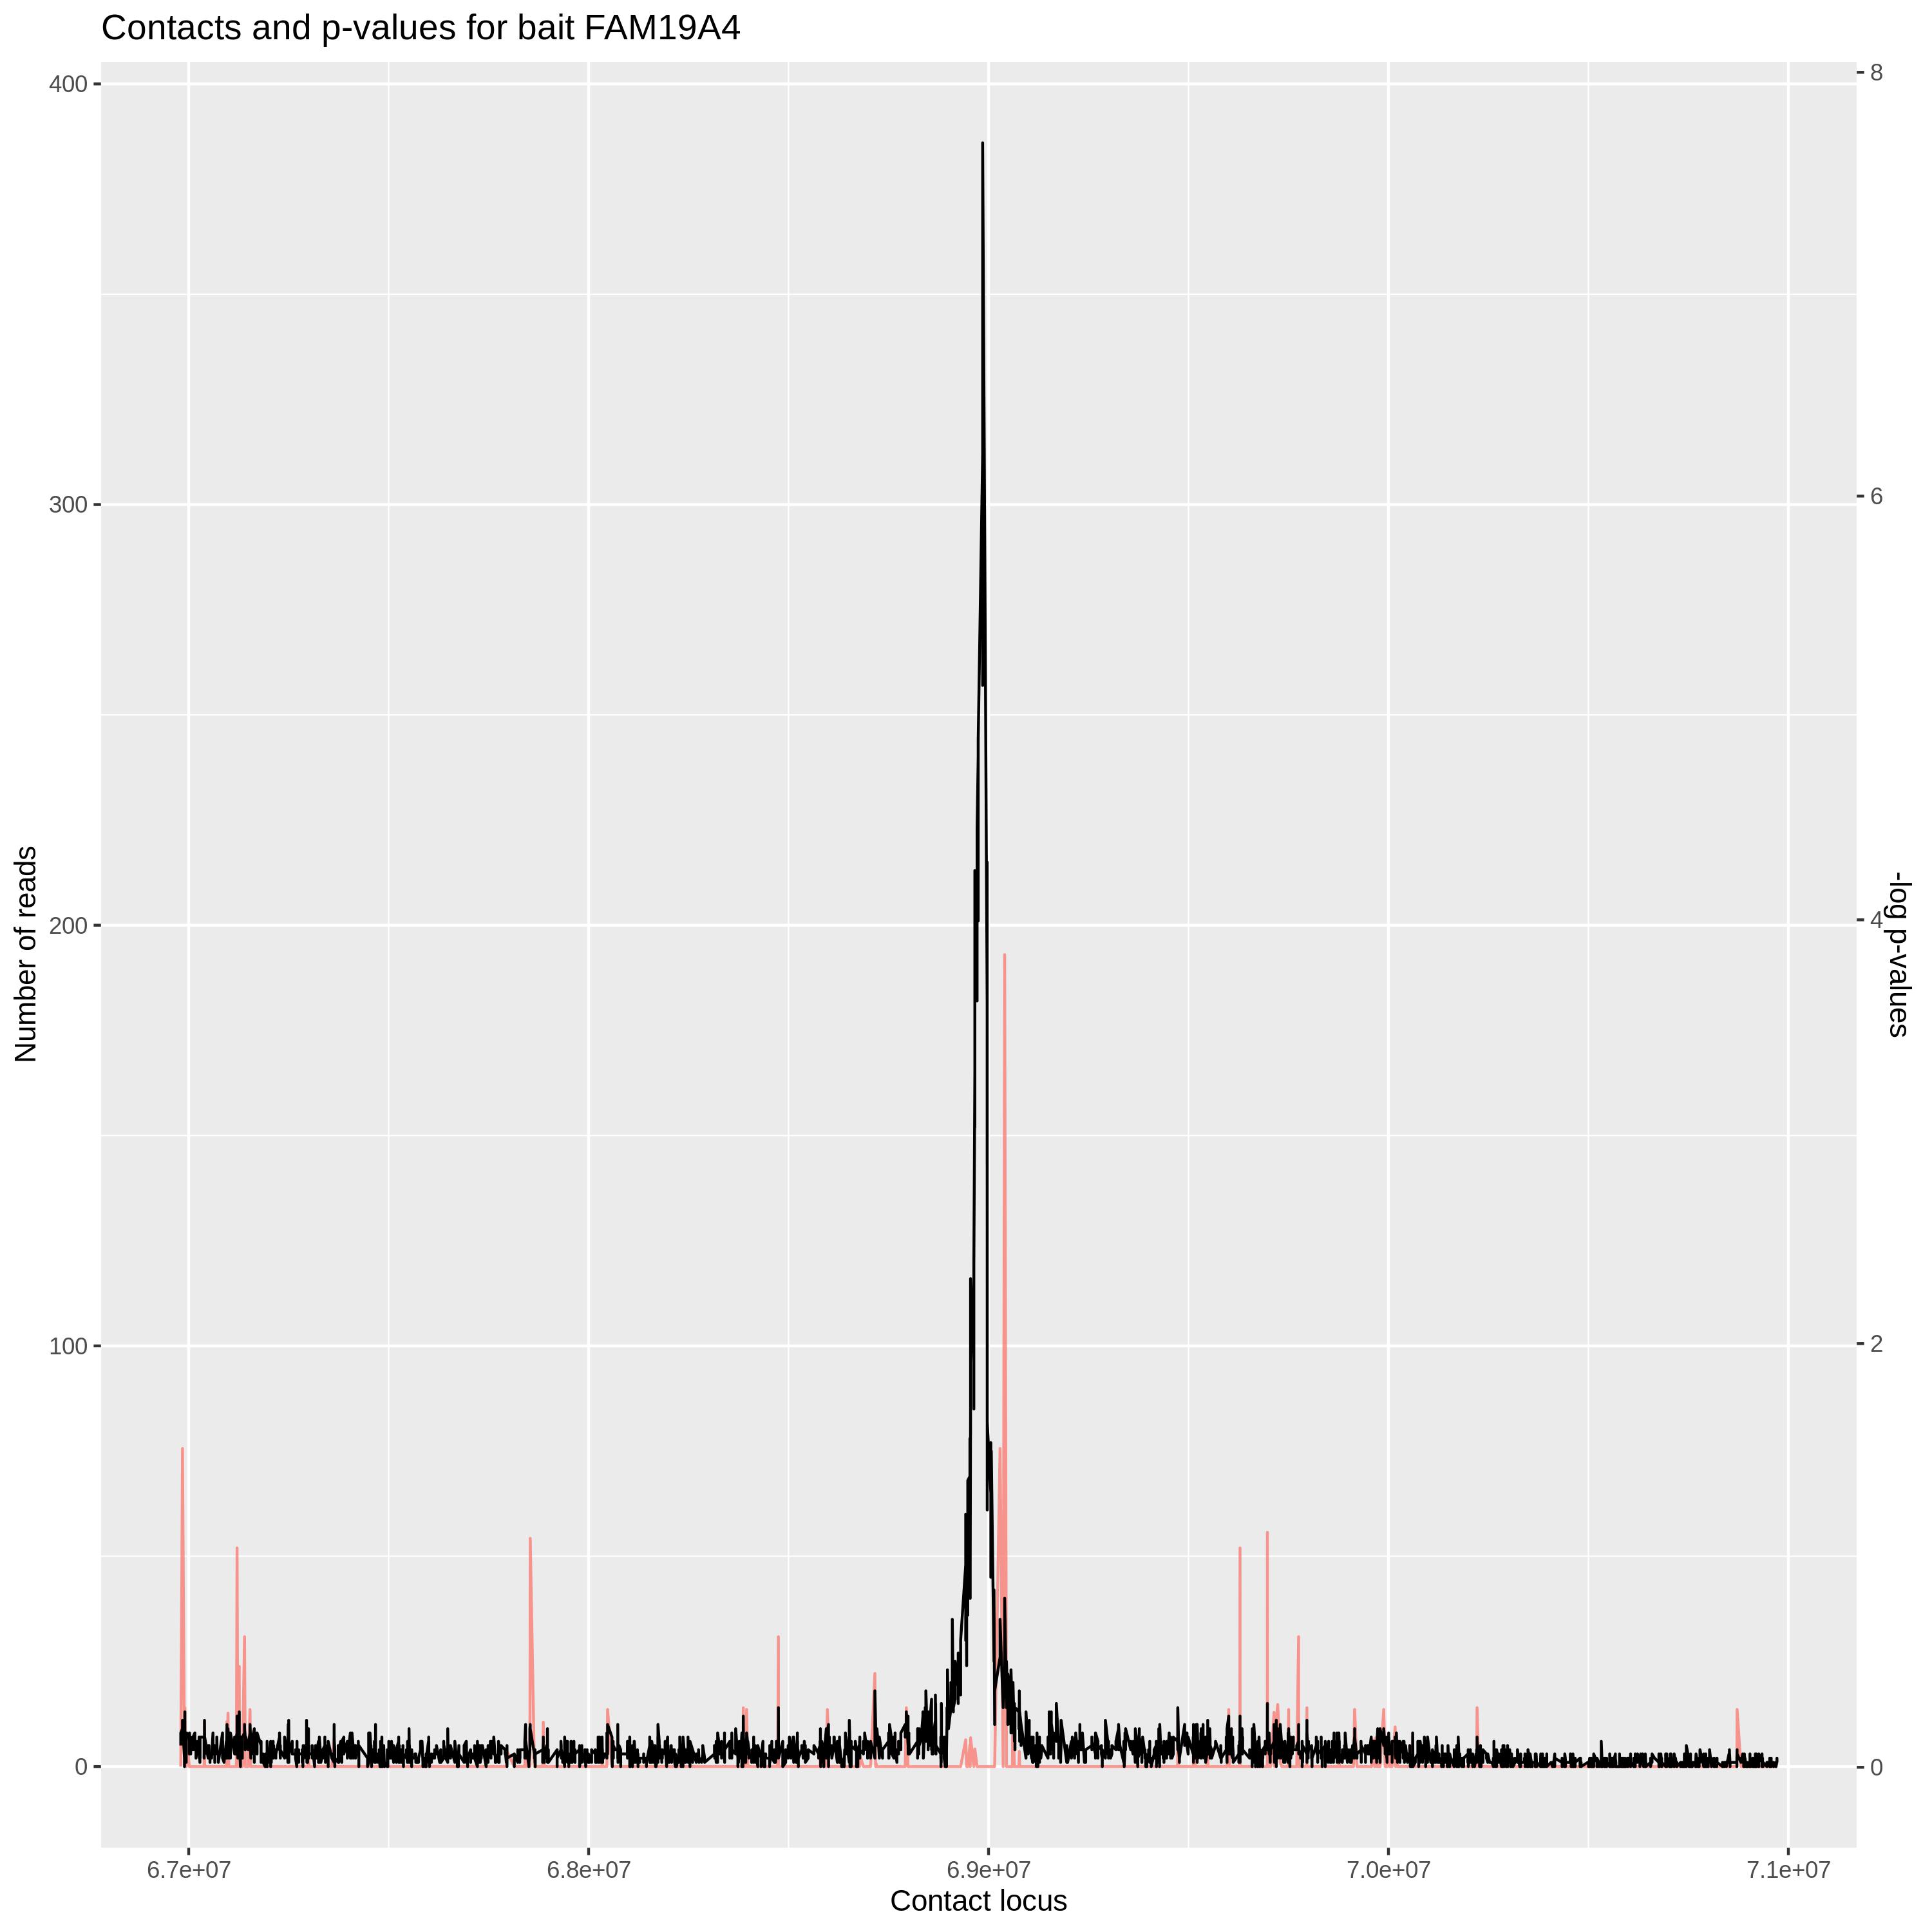 Contacts and p-values for bait FAM19A4
400
300
200
100
0
8
6
4
2
0
Number of reads
-log p-values
6.7e+07 6.8e+07 6.9e+07 7.0e+07 7.1e+07
Contact locus